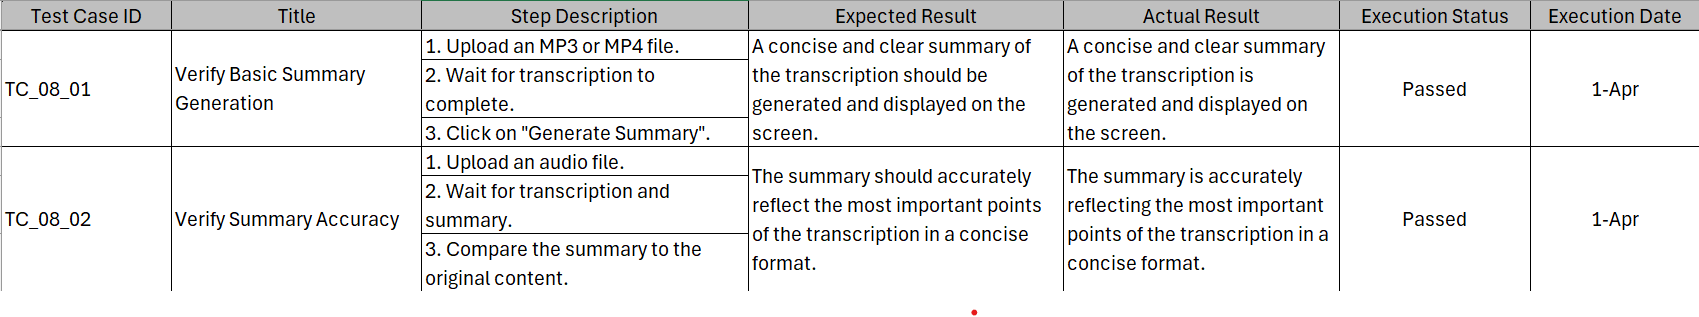 Test Case ID Title Step Description Expected Result Actual Result Execution Status Execution Date
TC_08_01
Verify Basic Summary
Generation
1. Upload an MP3 or MP4 file.
2. Wait for transcription to
complete.
3. Click on "Generate Summary".
A concise and clear summary of
the transcription should be
generated and displayed on the
screen.
A concise and clear summary
of the transcription is
generated and displayed on
the screen.
Passed
1-Apr
TC_08_02
Verify Summary Accuracy
1. Upload an audio file.
2. Wait for transcription and
summary.
3. Compare the summary to the
original content.
The summary should accurately
reflect the most important points
of the transcription in a concise
format.
The summary is accurately
reflecting the most important
points of the transcription in a
concise format.
Passed
1-Apr